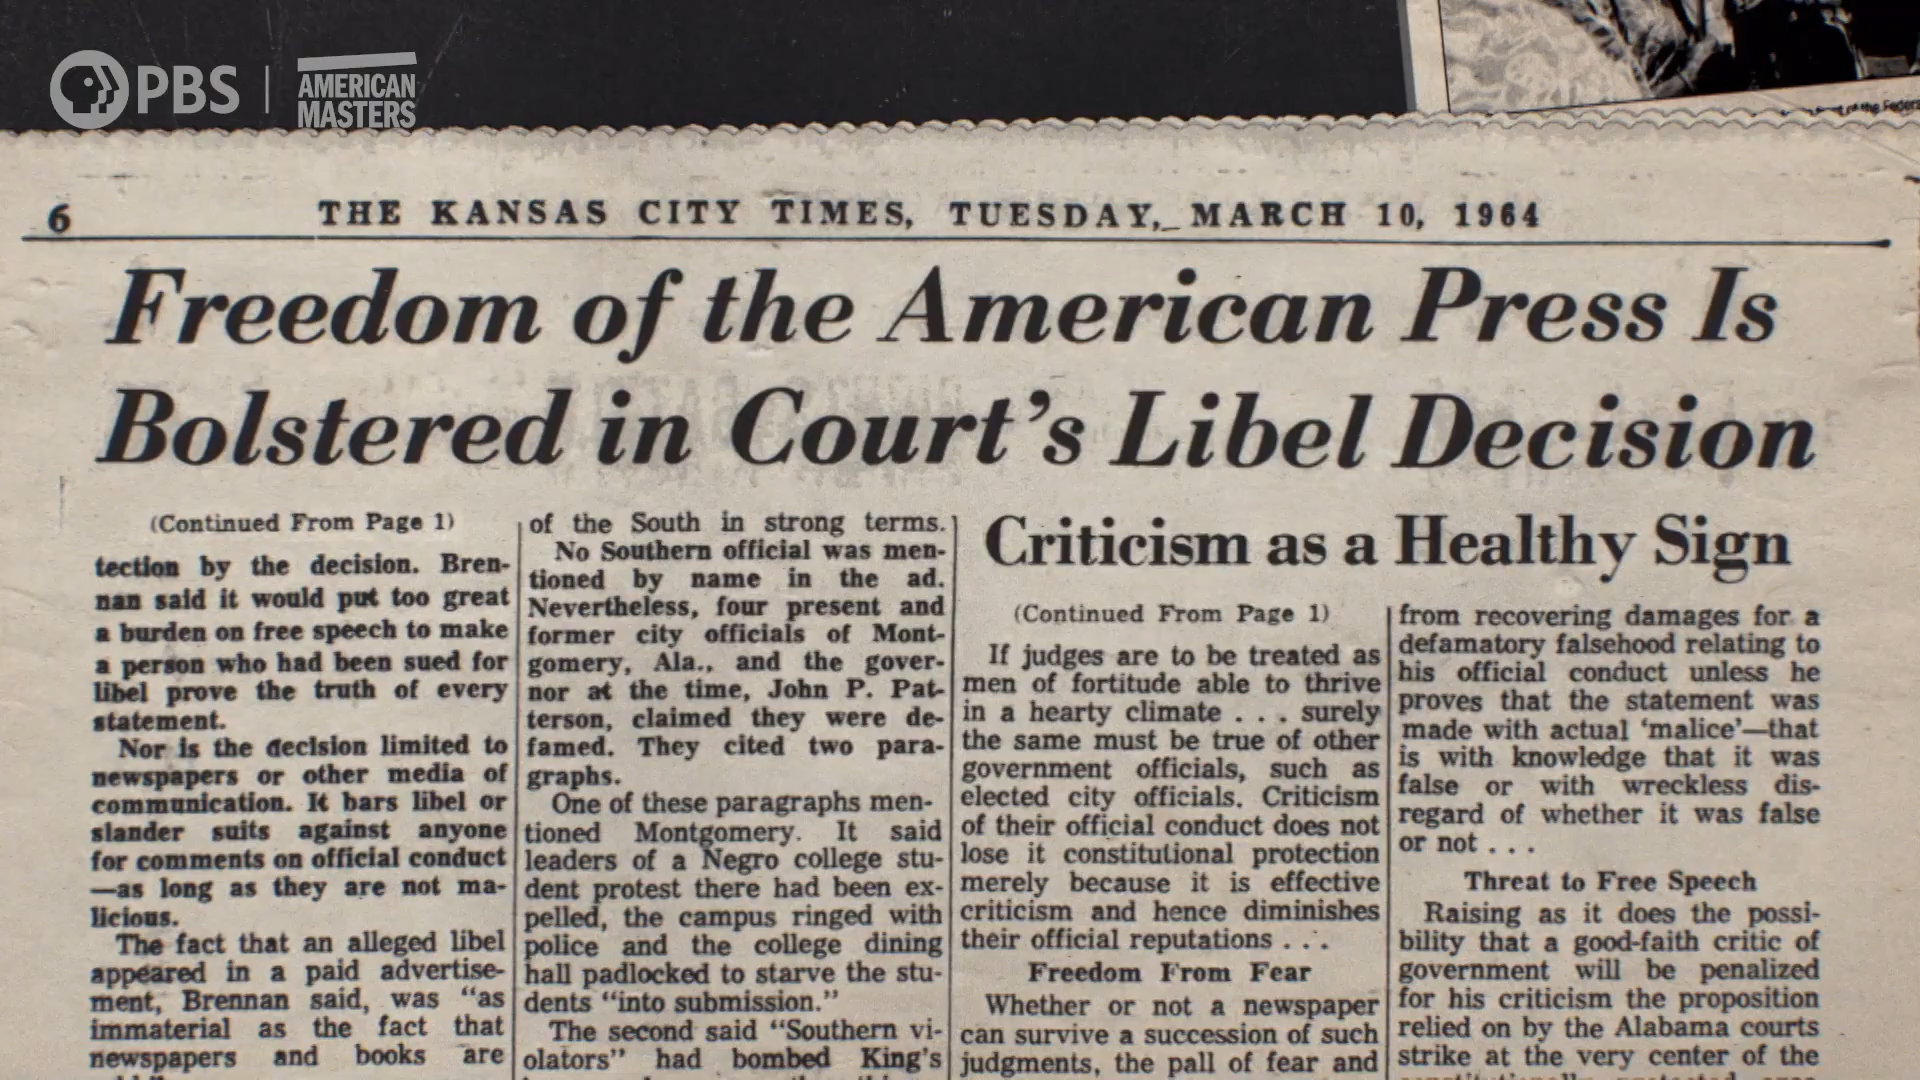 PBS
AMERICAN
MASTERS
of the Federa
6
THE KANSAS CITY TIMES, TUESDAY, MARCH 10, 1964
Freedom of the American Press Is
Bolstered in Court's Libel Decision
(Continued From Page 1)
tection by the decision. Bren-
nan said it would put too great
a burden on free speech to make
a person who had been sued for
libel prove the truth of every
statement.
Nor is the decision limited to
newspapers or other media of
communication. It bars libel or
slander suits against anyone
for comments on official conduct
—as long as they are not ma-
licious.
The fact that an alleged libel
appeared in a paid advertise-
ment, Brennan said, was "as
immaterial as the fact that
newspapers and books are
of the South in strong terms.
No Southern official was men-
tioned by name in the ad.
Nevertheless, four present and
former city officials of Mont-
gomery, Ala., and the gover-
nor at the time, John P. Pat-
terson, claimed they were de-
famed. They cited two para-
graphs.
One of these paragraphs men-
tioned Montgomery. It said
leaders of a Negro college stu-
dent protest there had been ex-
pelled, the campus ringed with
police and the college dining
hall padlocked to starve the stu-
dents "into submission."
The second said "Southern vi-
olators" had bombed King's
Criticism as a Healthy Sign
(Continued From Page 1)
If judges are to be treated as
men of fortitude able to thrive
in a hearty climate . . . surely
the same must be true of other
government officials, such as
elected city officials. Criticism
of their official conduct does not
lose it constitutional protection
merely because it is effective
criticism and hence diminishes
their official reputations . . .
Freedom From Fear
Whether or not a newspaper
can survive a succession of such
judgments, the pall of fear and
from recovering damages for a
defamatory falsehood relating to
his official conduct unless he
proves that the statement was
made with actual 'malice'—that
is with knowledge that it was
false or with wreckless dis-
regard of whether it was false
or not . . .
Threat to Free Speech
Raising as it does the possi-
bility that a good-faith critic of
government will be penalized
for his criticism the proposition
relied on by the Alabama courts
strike at the very center of the